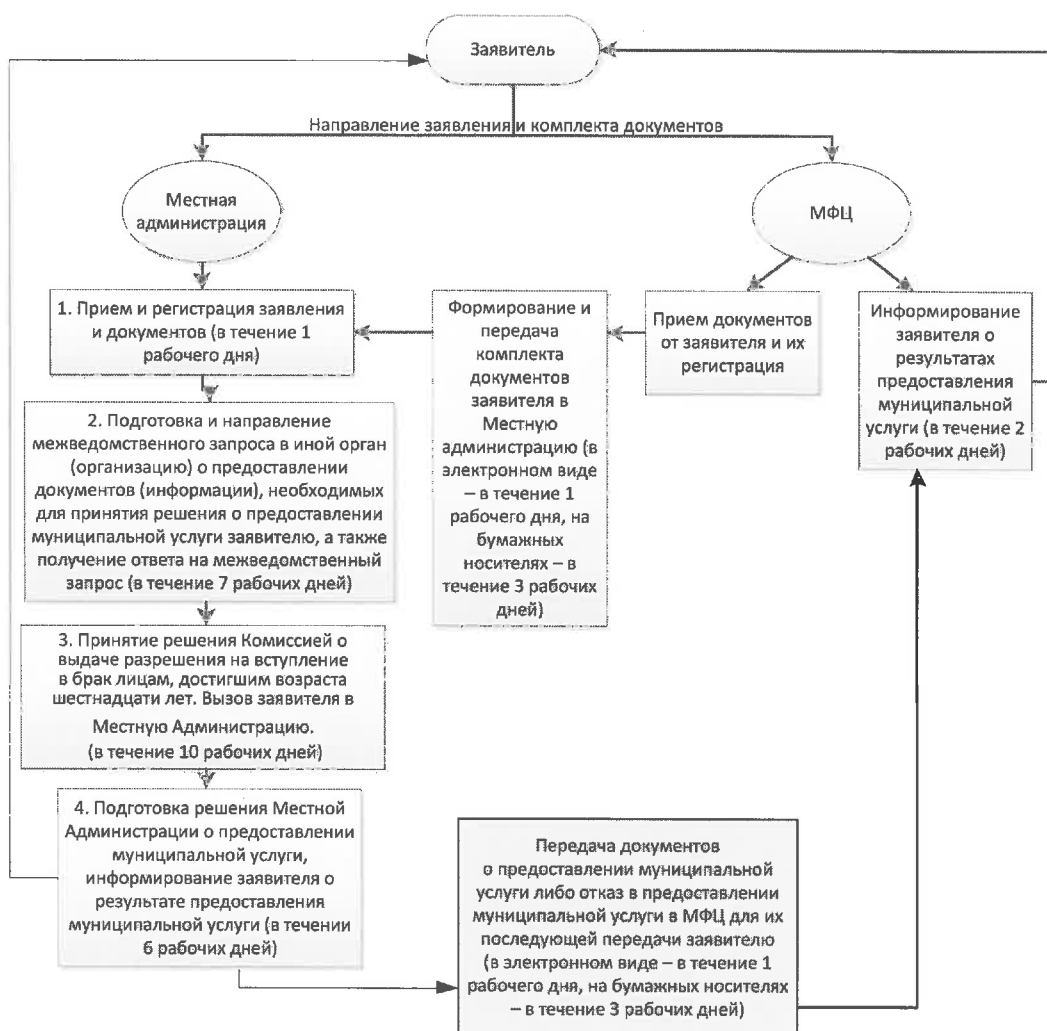 Заявитель
Направление заявления и комплекта документов
Местная
администрация
МФЦ
1. Прием и регистрация заявления
и документов (в течение 1
рабочего дня)
Формирование и
передача
комплекта
документов
заявителя в
Местную
администрацию (в
электронном виде
– в течение 1
рабочего дня, на
бумажных
носителях – в
течение 3 рабочих
дней)
Прием документов
от заявителя и их
регистрация
Информирование
заявителя о
результатах
предоставления
муниципальной
услуги (в течение 2
рабочих дней)
2. Подготовка и направление
межведомственного запроса в иной орган
(организацию) о предоставлении
документов (информации), необходимых
для принятия решения о предоставлении
муниципальной услуги заявителю, а также
получение ответа на межведомственный
запрос (в течение 7 рабочих дней)
3. Принятие решения Комиссией о
выдаче разрешения на вступление
в брак лицам, достигшим возраста
шестнадцати лет. Вызов заявителя в
Местную Администрацию.
(в течение 10 рабочих дней)
4. Подготовка решения Местной
Администрации о предоставлении
муниципальной услуги,
информирование заявителя о
результате предоставления
муниципальной услуги (в течении
6 рабочих дней)
Передача документов
о предоставлении муниципальной
услуги либо отказ в предоставлении
муниципальной услуги в МФЦ для их
последующей передачи заявителю
(в электронном виде – в течение 1
рабочего дня, на бумажных носителях
– в течение 3 рабочих дней)